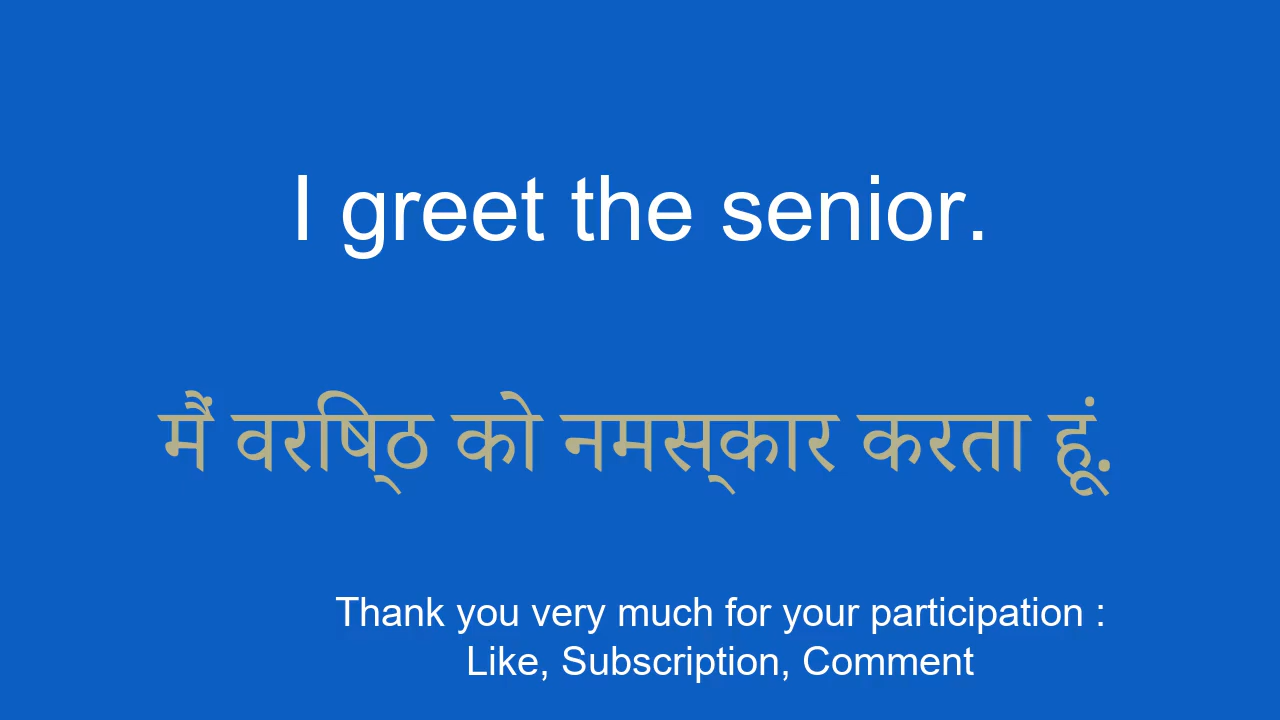 I greet the senior.
मैं वरिष्ठ को नमस्कार करता हूं.
Thank you very much for your participation :
Like, Subscription, Comment